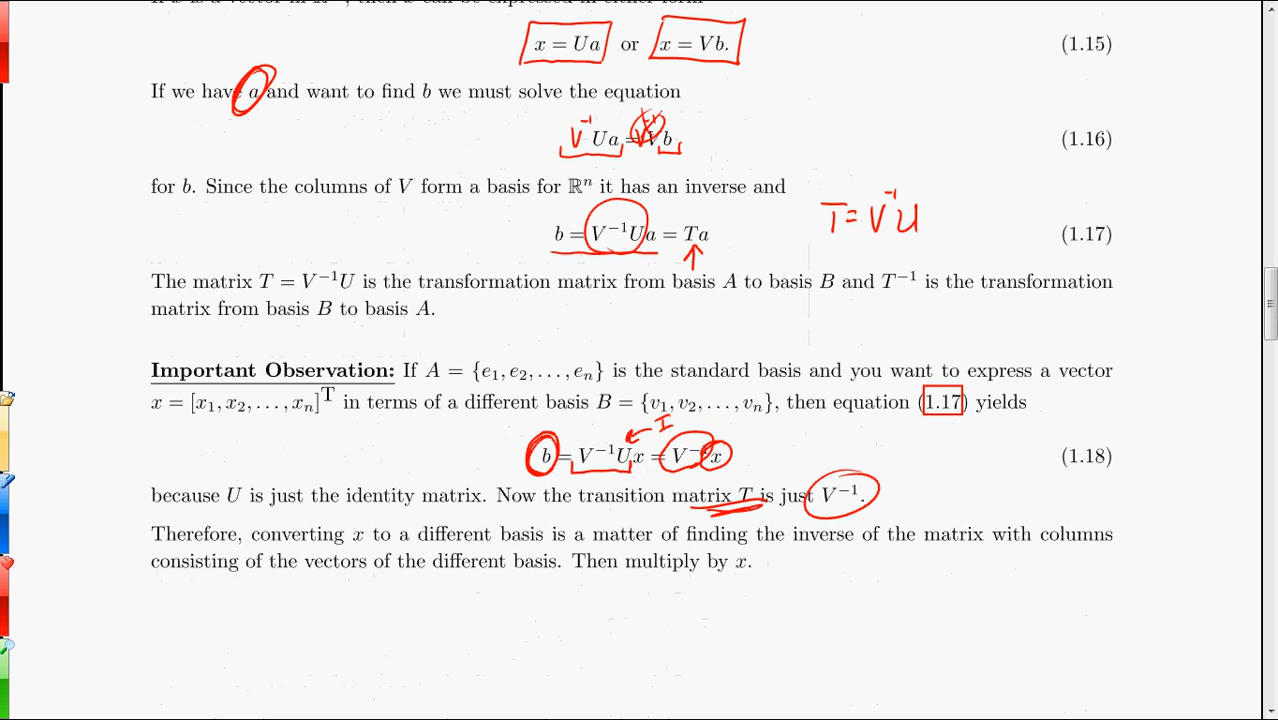 x = Ua or x = Vb. (1.15)
If we have a and want to find b we must solve the equation
V⁻¹ Ua = V⁻¹ Vb (1.16)
for b. Since the columns of V form a basis for ℝⁿ it has an inverse and
b = V⁻¹Ua = Ta (1.17)
T = V⁻¹U
The matrix T = V⁻¹U is the transformation matrix from basis A to basis B and T⁻¹ is the transformation
matrix from basis B to basis A.
Important Observation: If A = {e₁, e₂, . . . , eₙ} is the standard basis and you want to express a vector
x = [x₁, x₂, . . . , xₙ]ᵀ in terms of a different basis B = {v₁, v₂, . . . , vₙ}, then equation (1.17) yields
I
b = V⁻¹Ux = V⁻¹x (1.18)
because U is just the identity matrix. Now the transition matrix T is just V⁻¹.
Therefore, converting x to a different basis is a matter of finding the inverse of the matrix with columns
consisting of the vectors of the different basis. Then multiply by x.